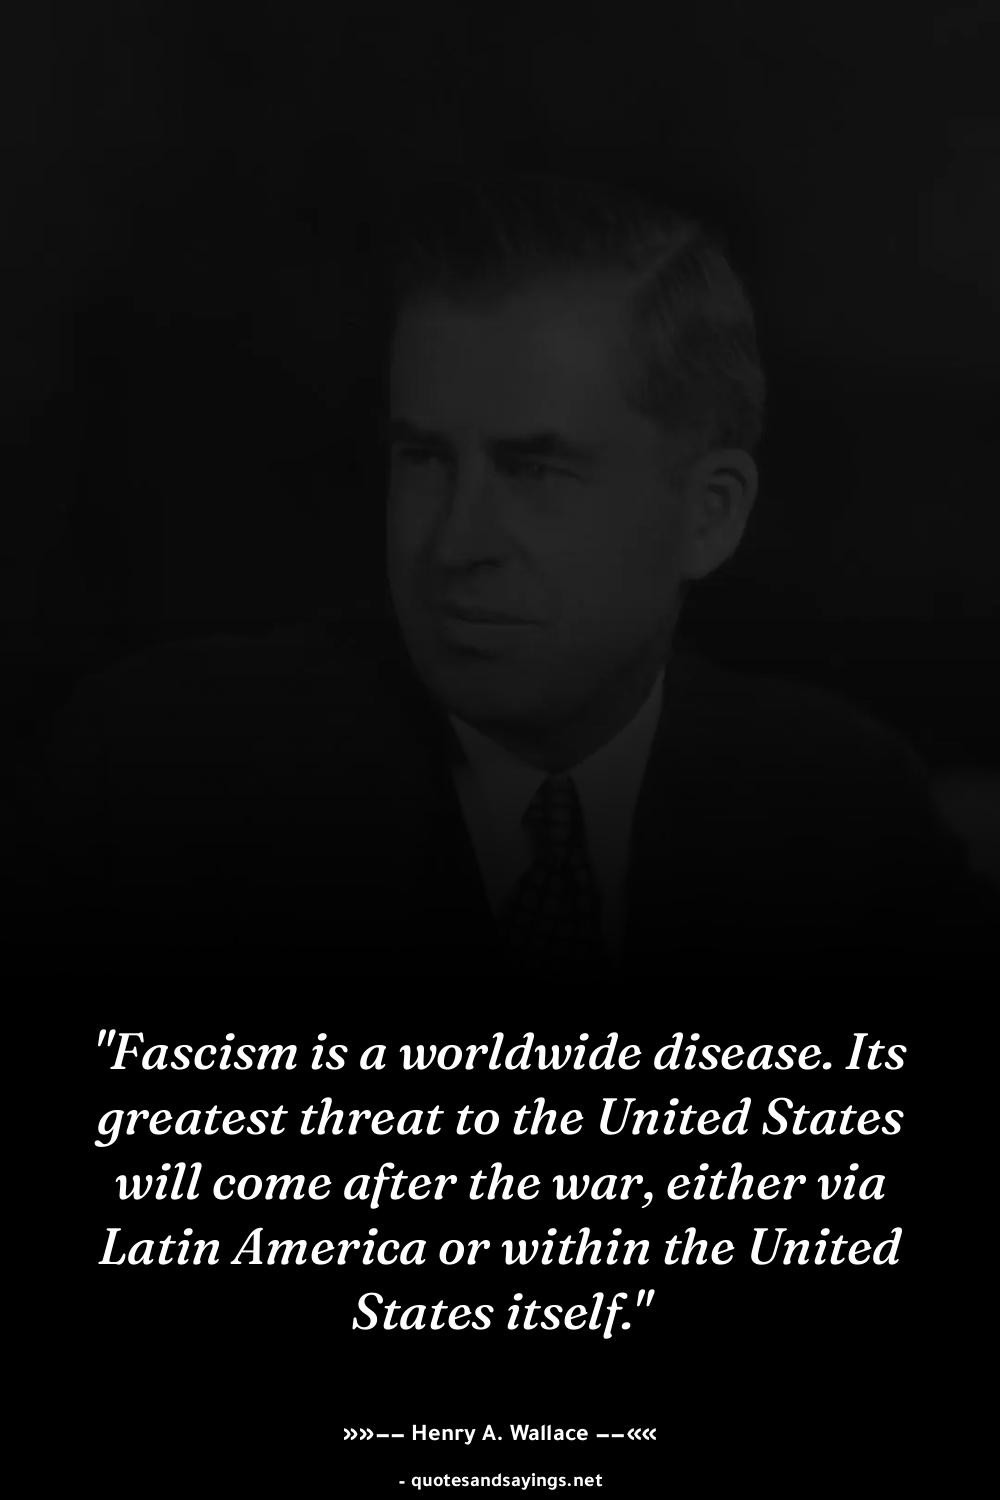 "Fascism is a worldwide disease. Its
greatest threat to the United States
will come after the war, either via
Latin America or within the United
States itself."
»»−− Henry A. Wallace −−««
- quotesandsayings.net